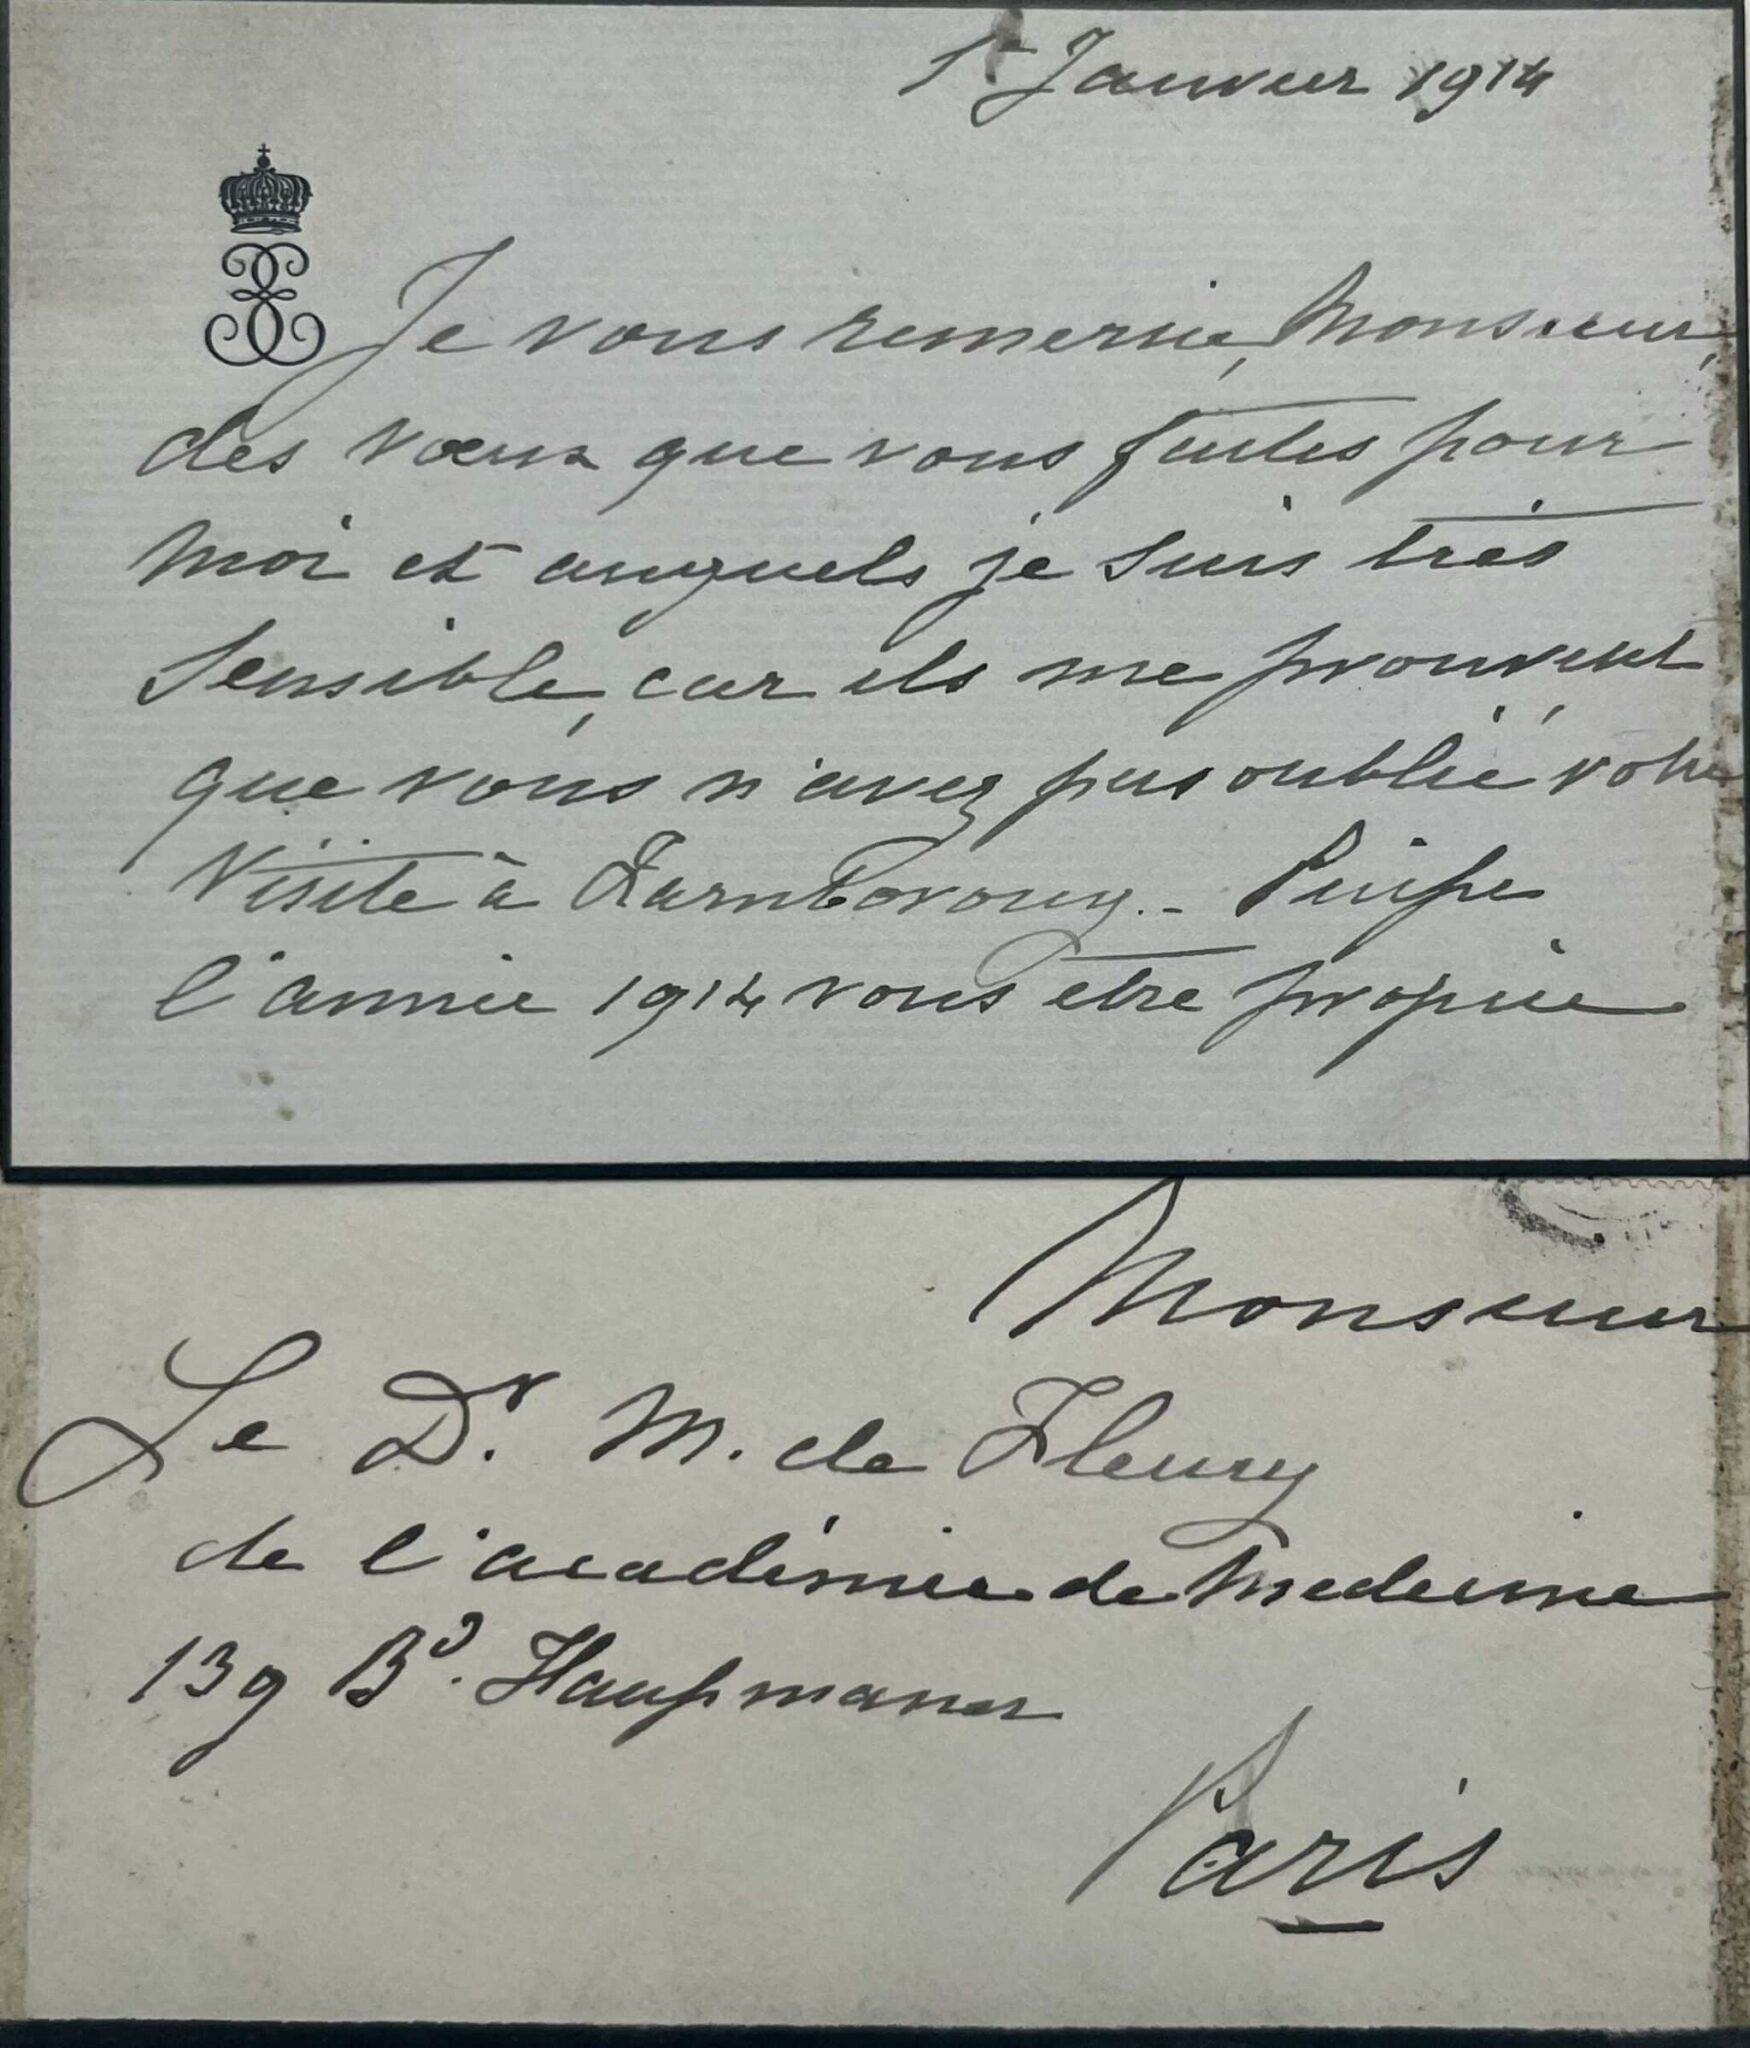 1r Janvier 1914
Je vous remercie, Monsieur,
des vœux que vous faites pour
moi et auxquels je suis très
sensible, car ils me prouvent
que vous n'avez pas oublié votre
visite à Farnborough. - Puisse
l'année 1914 vous être propice
Monsieur
Le Dr. M. de Fleury
de l'académie de Medecine
139 Bd. Haussmann
Paris